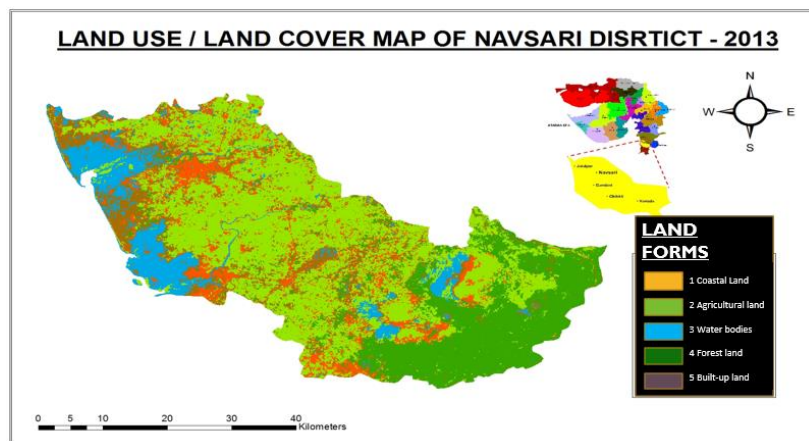 LAND USE / LAND COVER MAP OF NAVSARI DISRTICT - 2013
N
W
E
S
Navsari
LAND
FORMS
1 Coastal Land
2 Agricultural land
3 Water bodies
4 Forest land
5 Built-up land
0 5 10 20 30 40
Kilometers